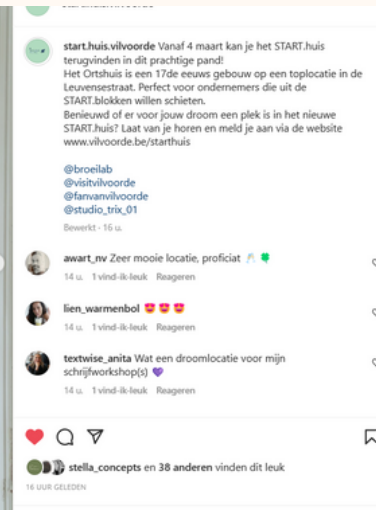 start.huis.vilvoorde Vanaf 4 maart kan je het START.huis
terugvinden in dit prachtige pand!
Het Ortshuis is een 17de eeuws gebouw op een toplocatie in de
Leuvensestraat. Perfect voor ondernemers die uit de
START.blokken willen schieten.
Benieuwd of er voor jouw droom een plek is in het nieuwe
START.huis? Laat van je horen en meld je aan via de website
www.vilvoorde.be/starthuis
@broeilab
@visitvilvoorde
@fanvanvilvoorde
@studio_trix_01
Bewerkt · 16 u.
awart_nv Zeer mooie locatie, proficiat 🥂 🍀
14 u. 1 vind-ik-leuk Reageren
lien_warmenbol 😍 😍 😍
14 u. 1 vind-ik-leuk Reageren
textwise_anita Wat een droomlocatie voor mijn
schrijfworkshop(s) 💜
14 u. 1 vind-ik-leuk Reageren
stella_concepts en 38 anderen vinden dit leuk
16 UUR GELEDEN